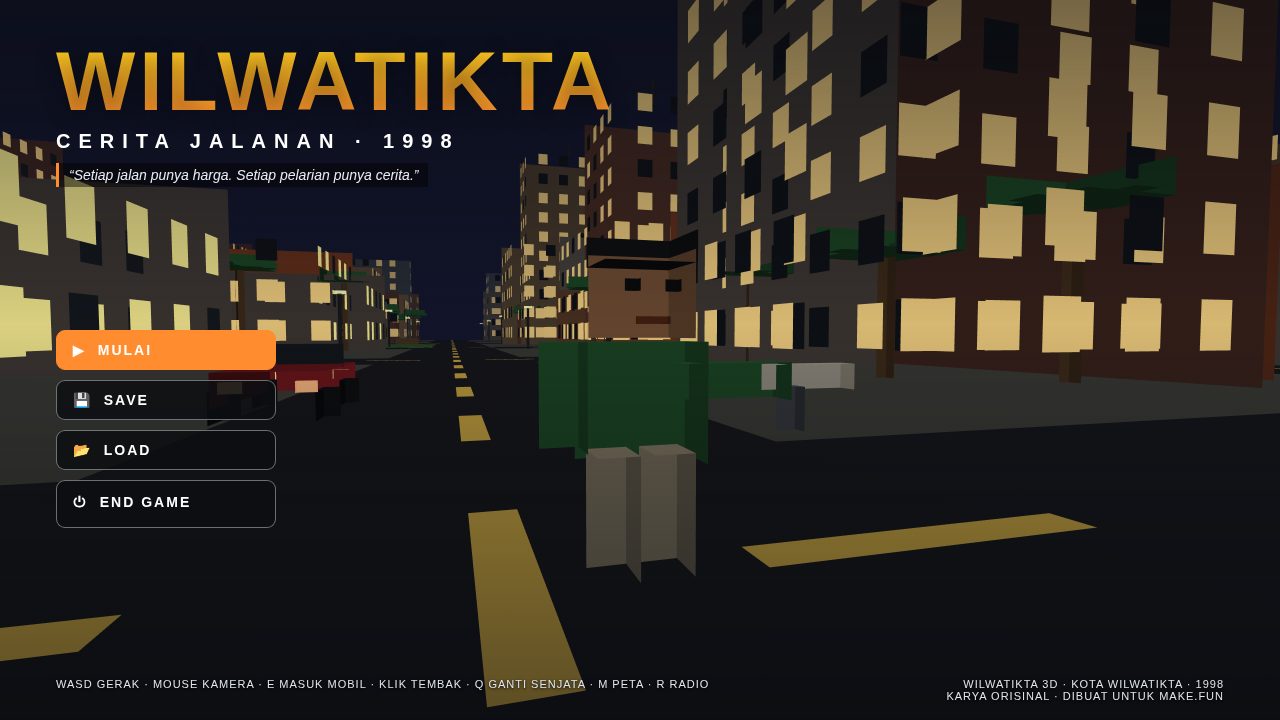 WILWATIKTA
CERITA JALANAN · 1998
“Setiap jalan punya harga. Setiap pelarian punya cerita.”
▶ MULAI
💾 SAVE
📂 LOAD
⏻ END GAME
WASD GERAK · MOUSE KAMERA · E MASUK MOBIL · KLIK TEMBAK · Q GANTI SENJATA · M PETA · R RADIO
WILWATIKTA 3D · KOTA WILWATIKTA · 1998
KARYA ORISINAL · DIBUAT UNTUK MAKE.FUN